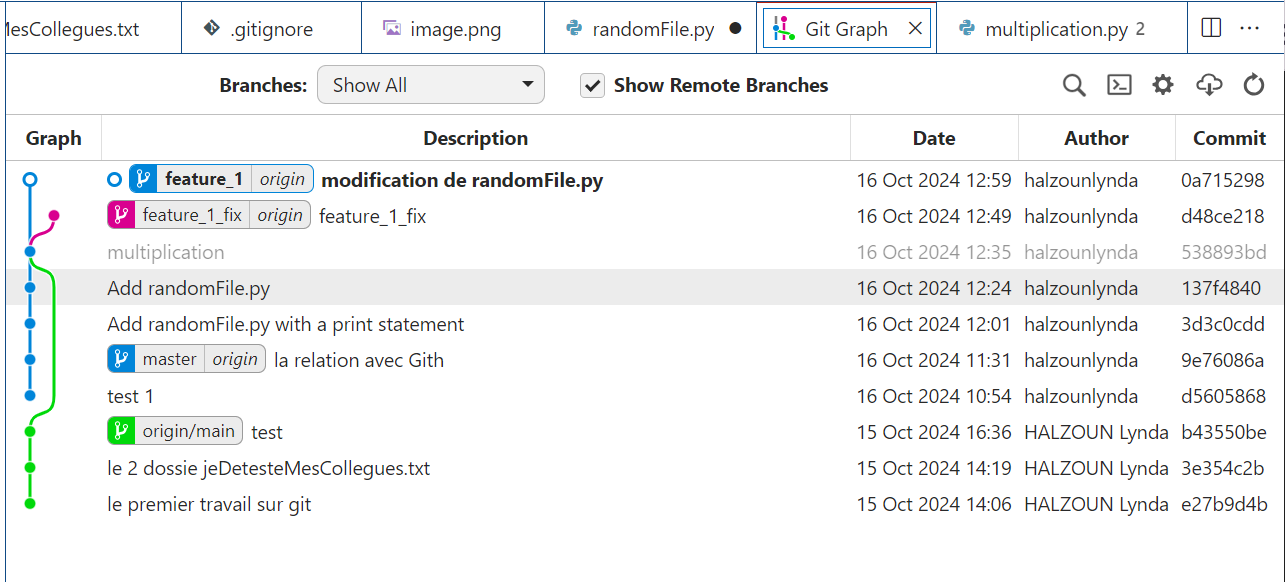 MesCollegues.txt .gitignore image.png randomFile.py Git Graph multiplication.py 2
Branches: Show All Show Remote Branches
Graph Description Date Author Commit
feature_1 origin modification de randomFile.py 16 Oct 2024 12:59 halzounlynda 0a715298
feature_1_fix origin feature_1_fix 16 Oct 2024 12:49 halzounlynda d48ce218
multiplication 16 Oct 2024 12:35 halzounlynda 538893bd
Add randomFile.py 16 Oct 2024 12:24 halzounlynda 137f4840
Add randomFile.py with a print statement 16 Oct 2024 12:01 halzounlynda 3d3c0cdd
master origin la relation avec Gith 16 Oct 2024 11:31 halzounlynda 9e76086a
test 1 16 Oct 2024 10:54 halzounlynda d5605868
origin/main test 15 Oct 2024 16:36 HALZOUN Lynda b43550be
le 2 dossie jeDetesteMesCollegues.txt 15 Oct 2024 14:19 HALZOUN Lynda 3e354c2b
le premier travail sur git 15 Oct 2024 14:06 HALZOUN Lynda e27b9d4b